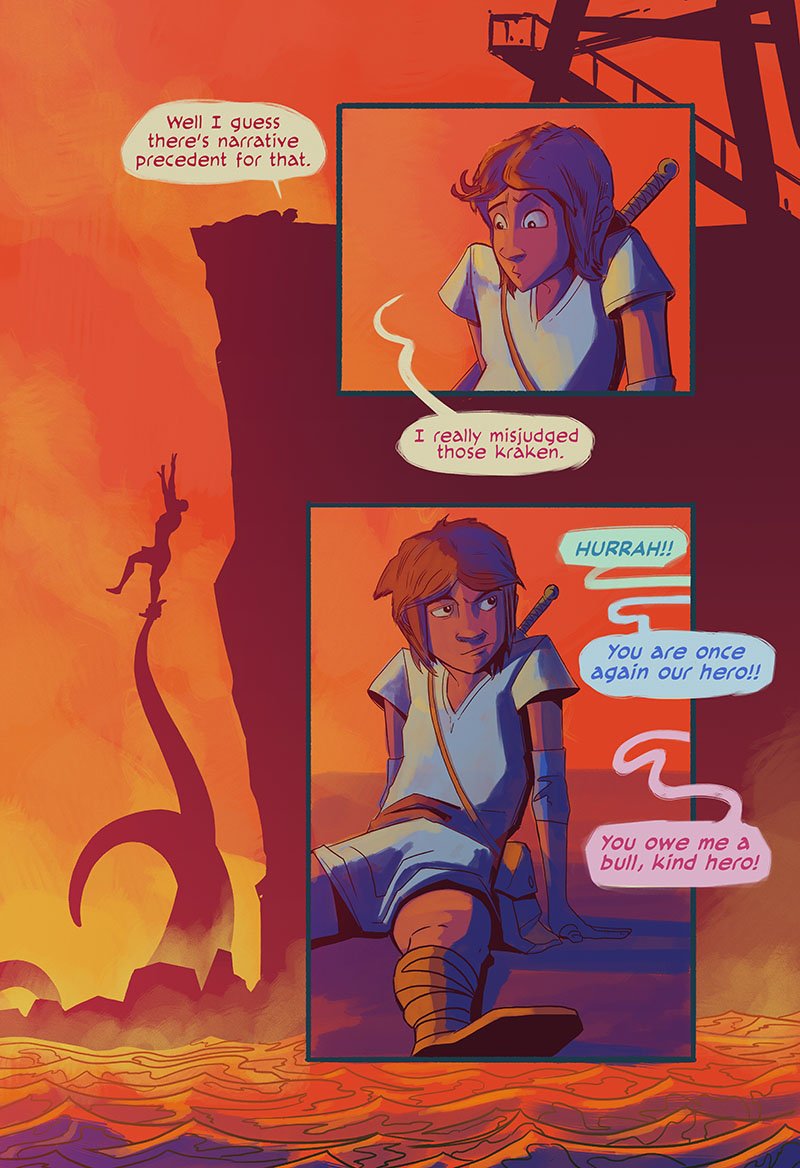 Well I guess
there's narrative
precedent for that.
I really misjudged
those kraken.
HURRAH!!
You are once
again our hero!!
You owe me a
bull, kind hero!